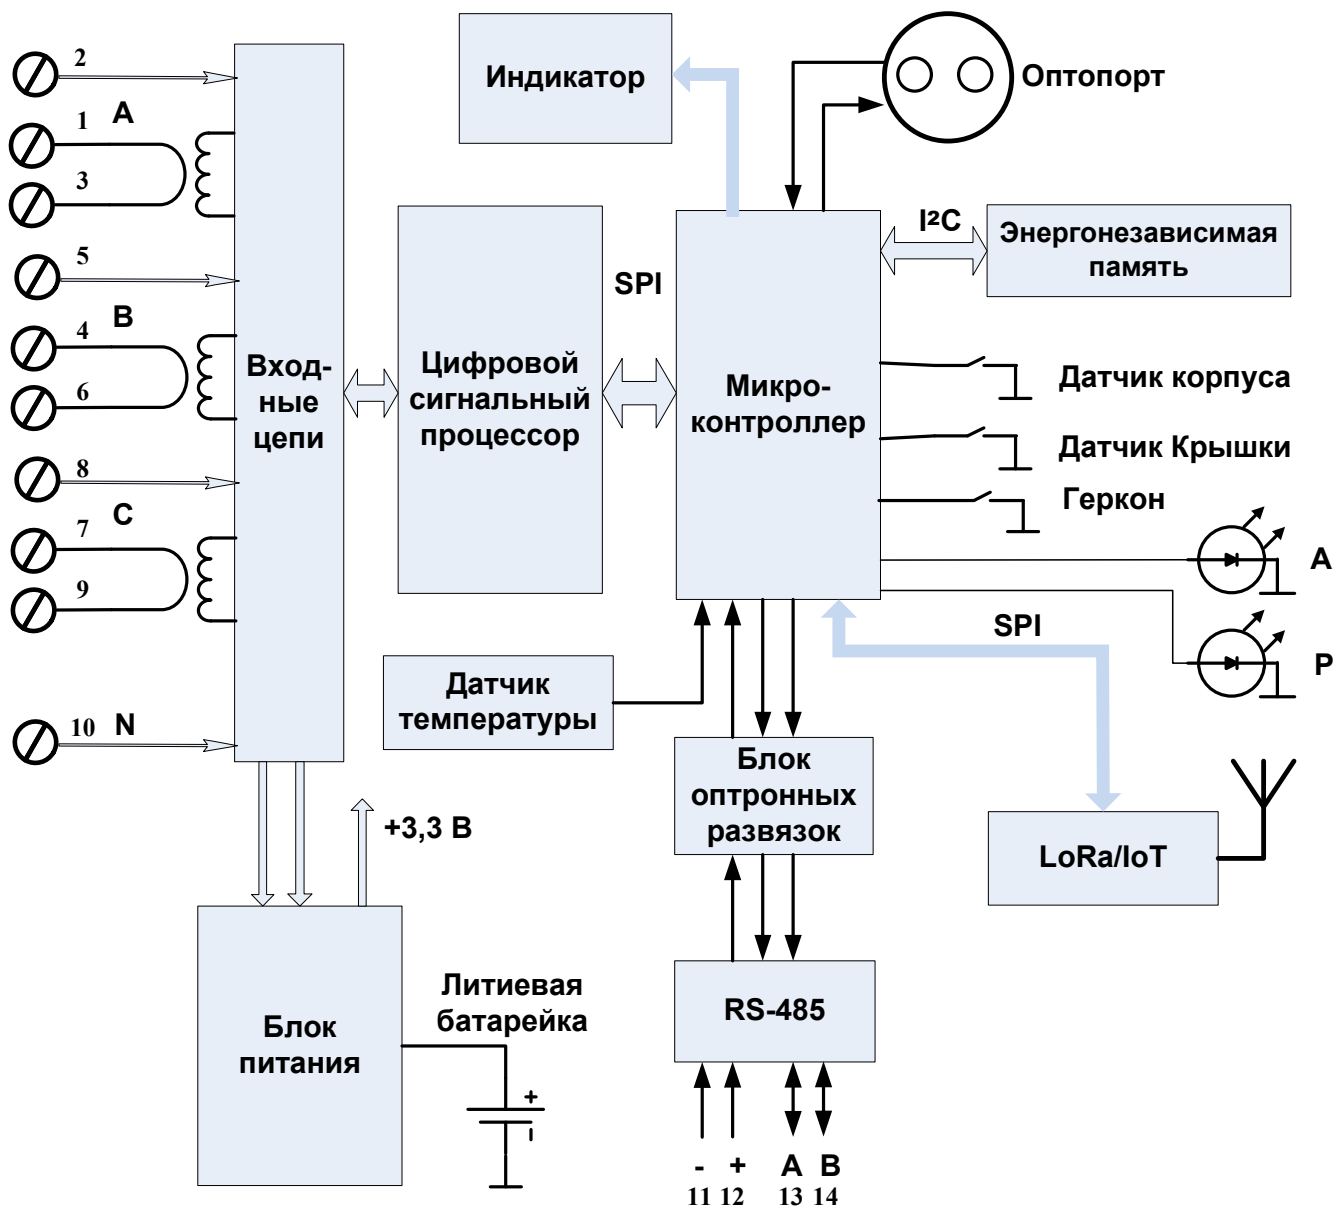 2
1 A
3
5
4 B
6
8
7 C
9
10 N
Вход-
ные
цепи
Индикатор
Оптопорт
Цифровой
сигнальный
процессор
SPI
Микро-
контроллер
I²C
Энергонезависимая
память
Датчик корпуса
Датчик Крышки
Геркон
A
P
SPI
Датчик
температуры
Блок
оптронных
развязок
LoRa/IoT
+3,3 В
Блок
питания
Литиевая
батарейка
+
RS-485
- + A B
11 12 13 14